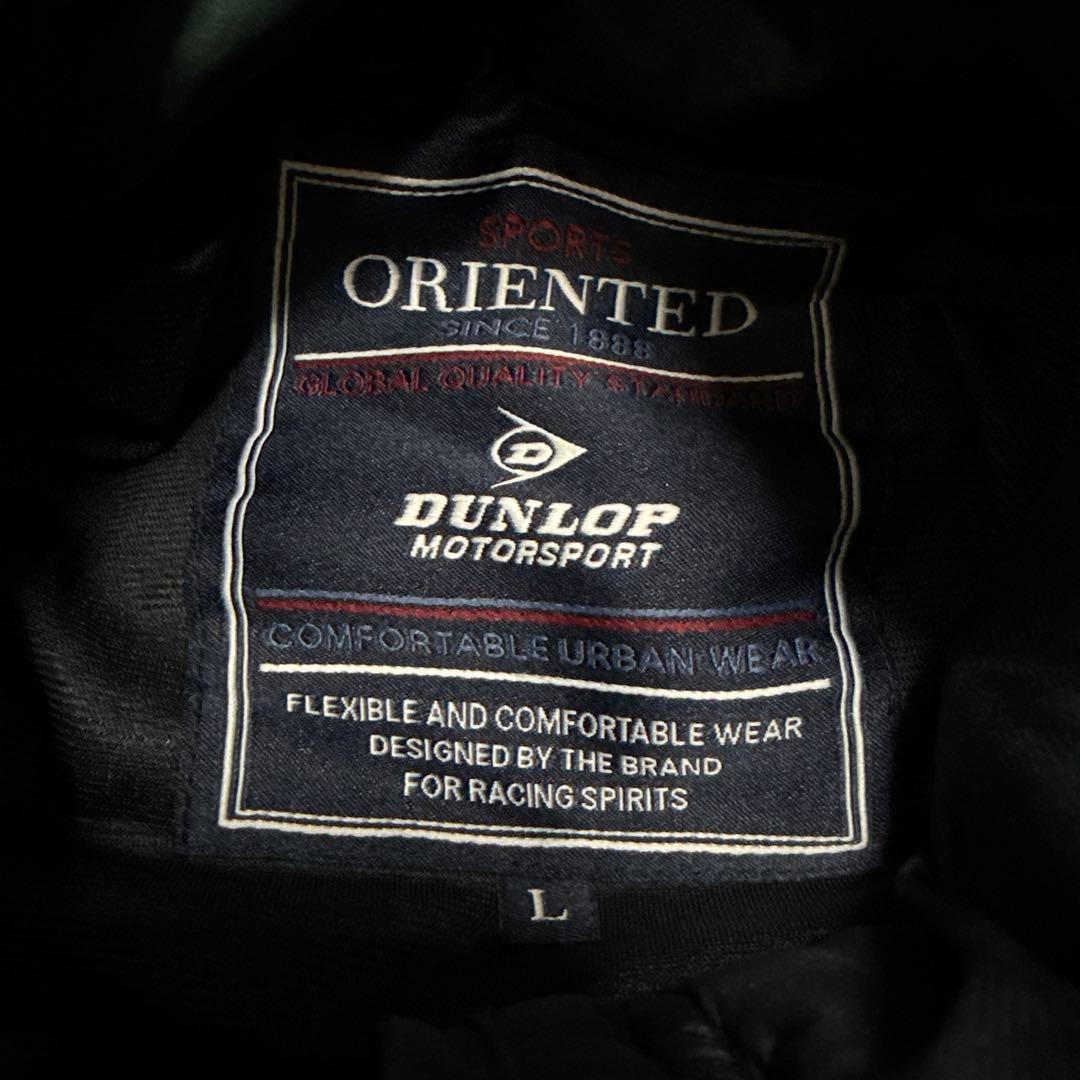 SPORTS
ORIENTED
SINCE 1888
GLOBAL QUALITY STANDARD
D
DUNLOP
MOTORSPORT
COMFORTABLE URBAN WEAR
FLEXIBLE AND COMFORTABLE WEAR
DESIGNED BY THE BRAND
FOR RACING SPIRITS
L